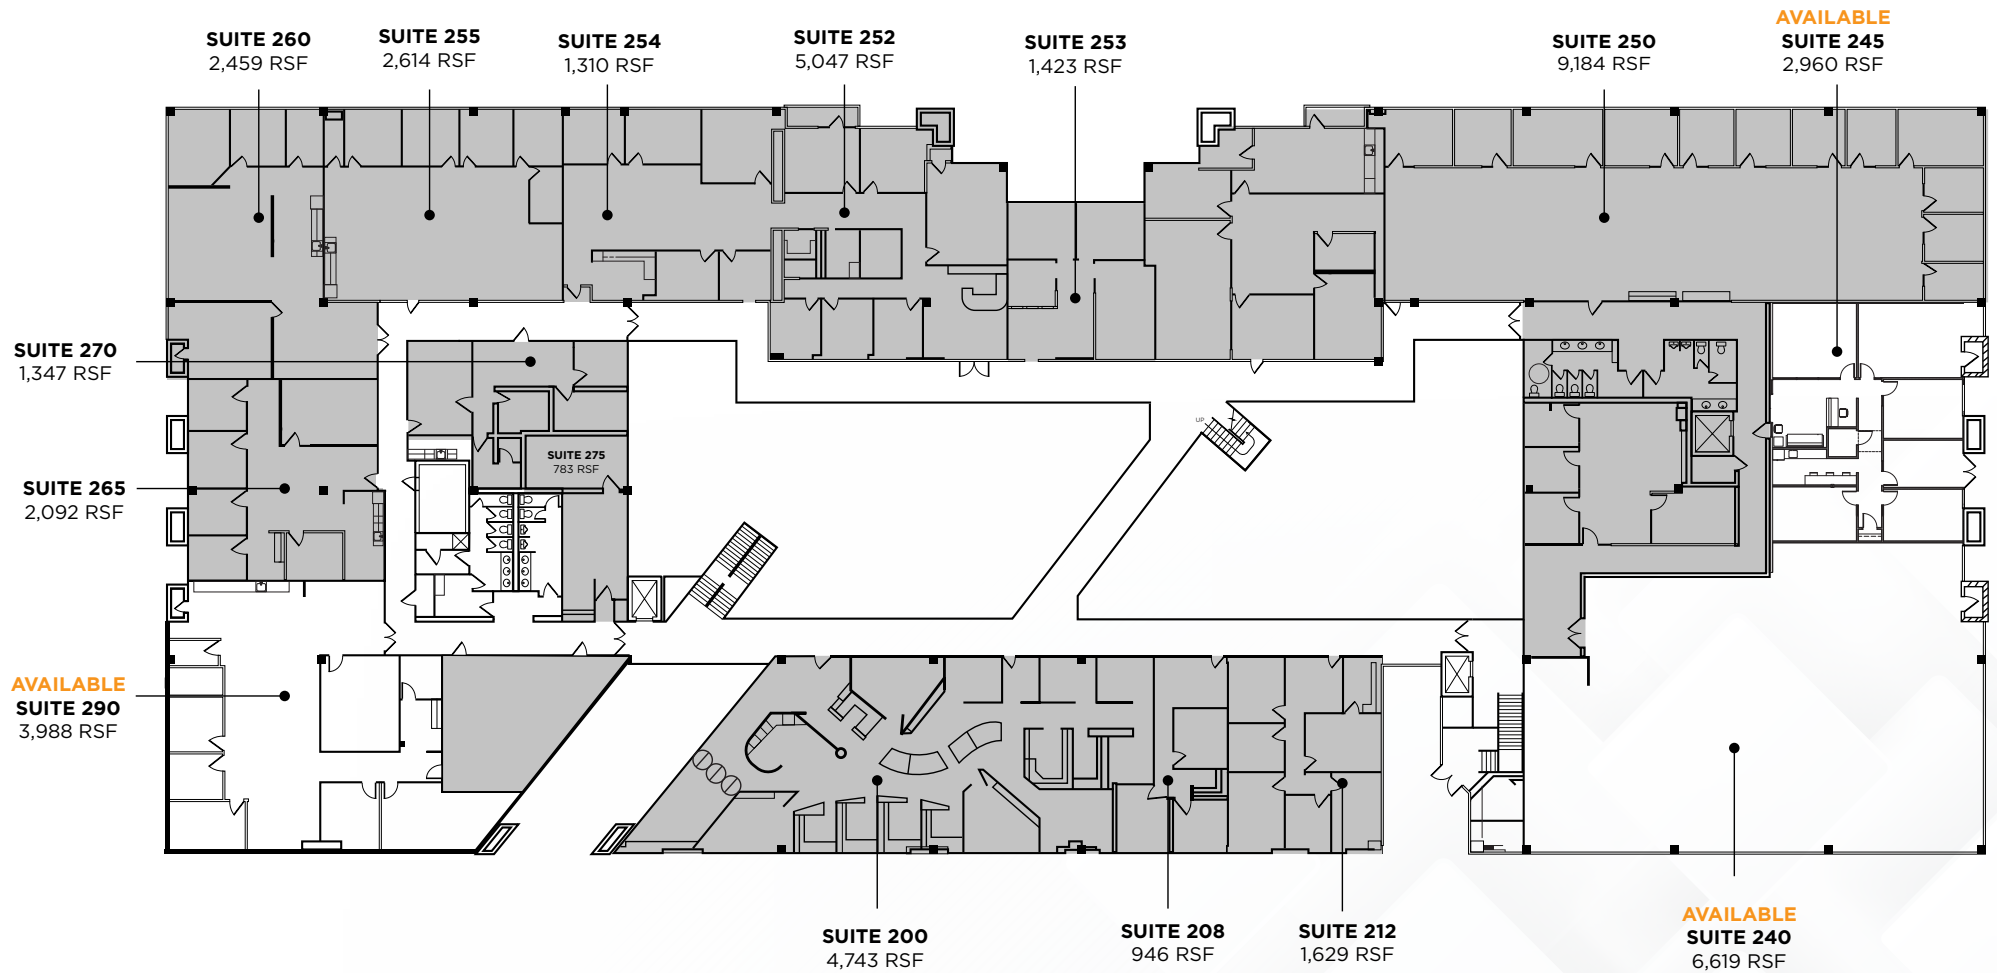 AVAILABLE
SUITE 245
2,960 RSF
SUITE 260
2,459 RSF
SUITE 255
2,614 RSF
SUITE 254
1,310 RSF
SUITE 252
5,047 RSF
SUITE 253
1,423 RSF
SUITE 250
9,184 RSF
SUITE 270
1,347 RSF
UP
SUITE 275
783 RSF
SUITE 265
2,092 RSF
AVAILABLE
SUITE 290
3,988 RSF
SUITE 200
4,743 RSF
SUITE 208
946 RSF
SUITE 212
1,629 RSF
AVAILABLE
SUITE 240
6,619 RSF